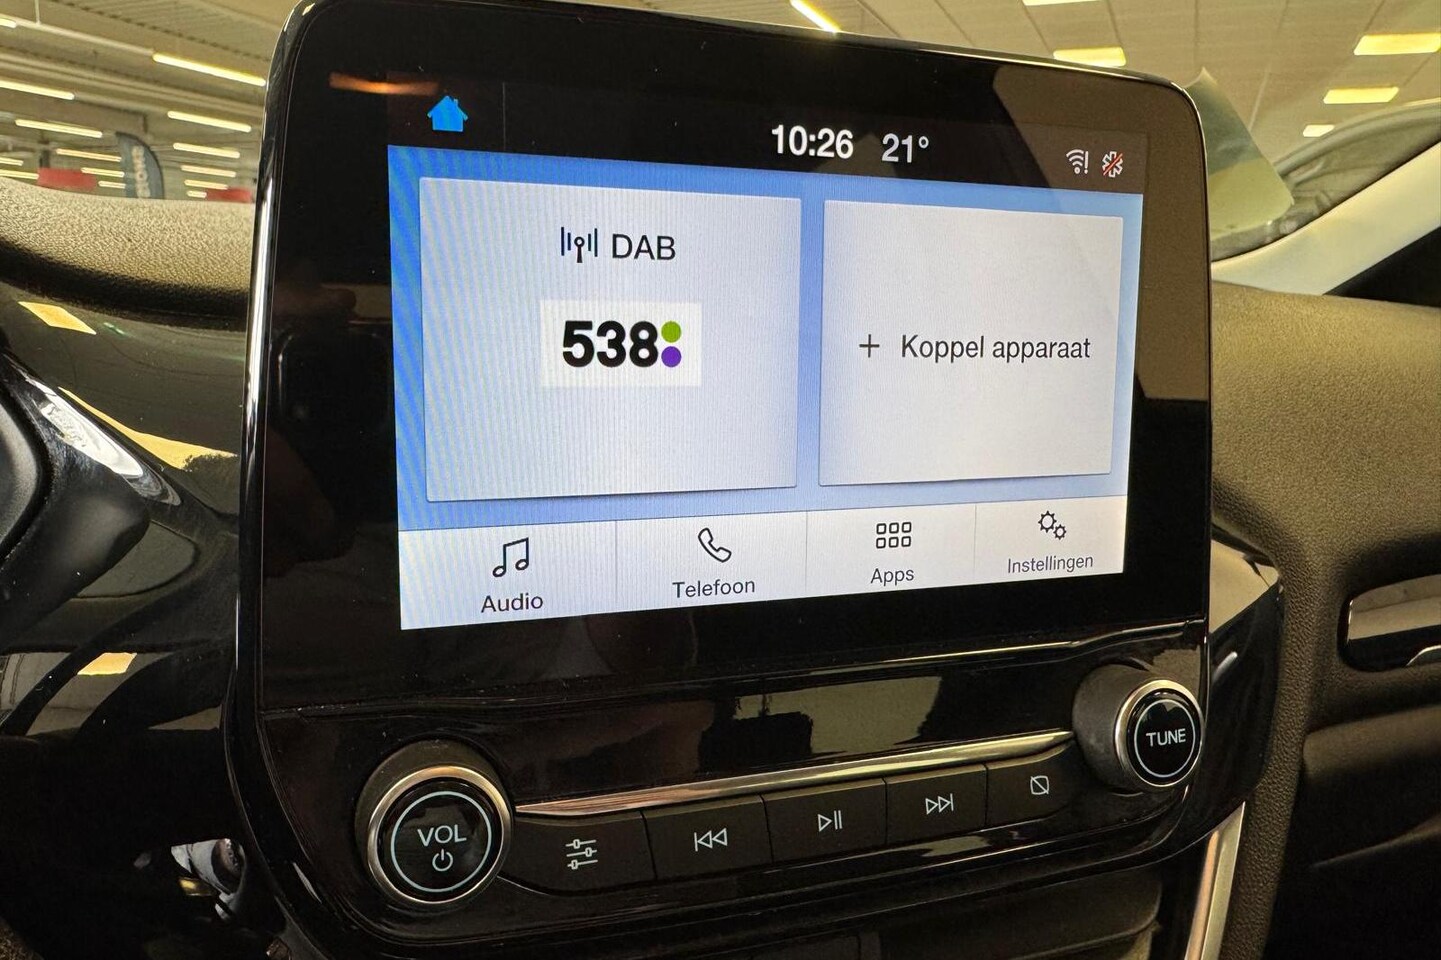 10:26 21°
DAB
538
+ Koppel apparaat
Audio
Telefoon
Apps
Instellingen
VOL
TUNE